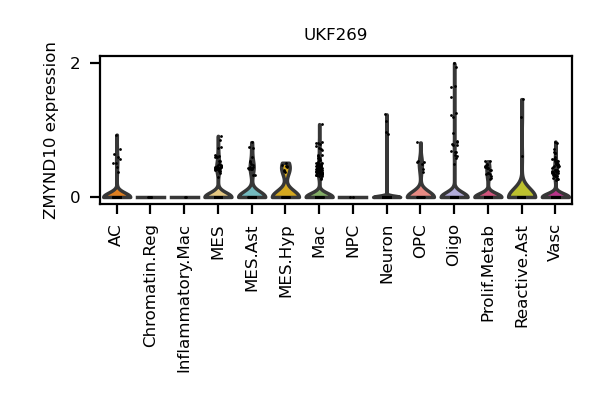 UKF269
ZMYND10 expression
2
0
AC
Chromatin.Reg
Inflammatory.Mac
MES
MES.Ast
MES.Hyp
Mac
NPC
Neuron
OPC
Oligo
Prolif.Metab
Reactive.Ast
Vasc